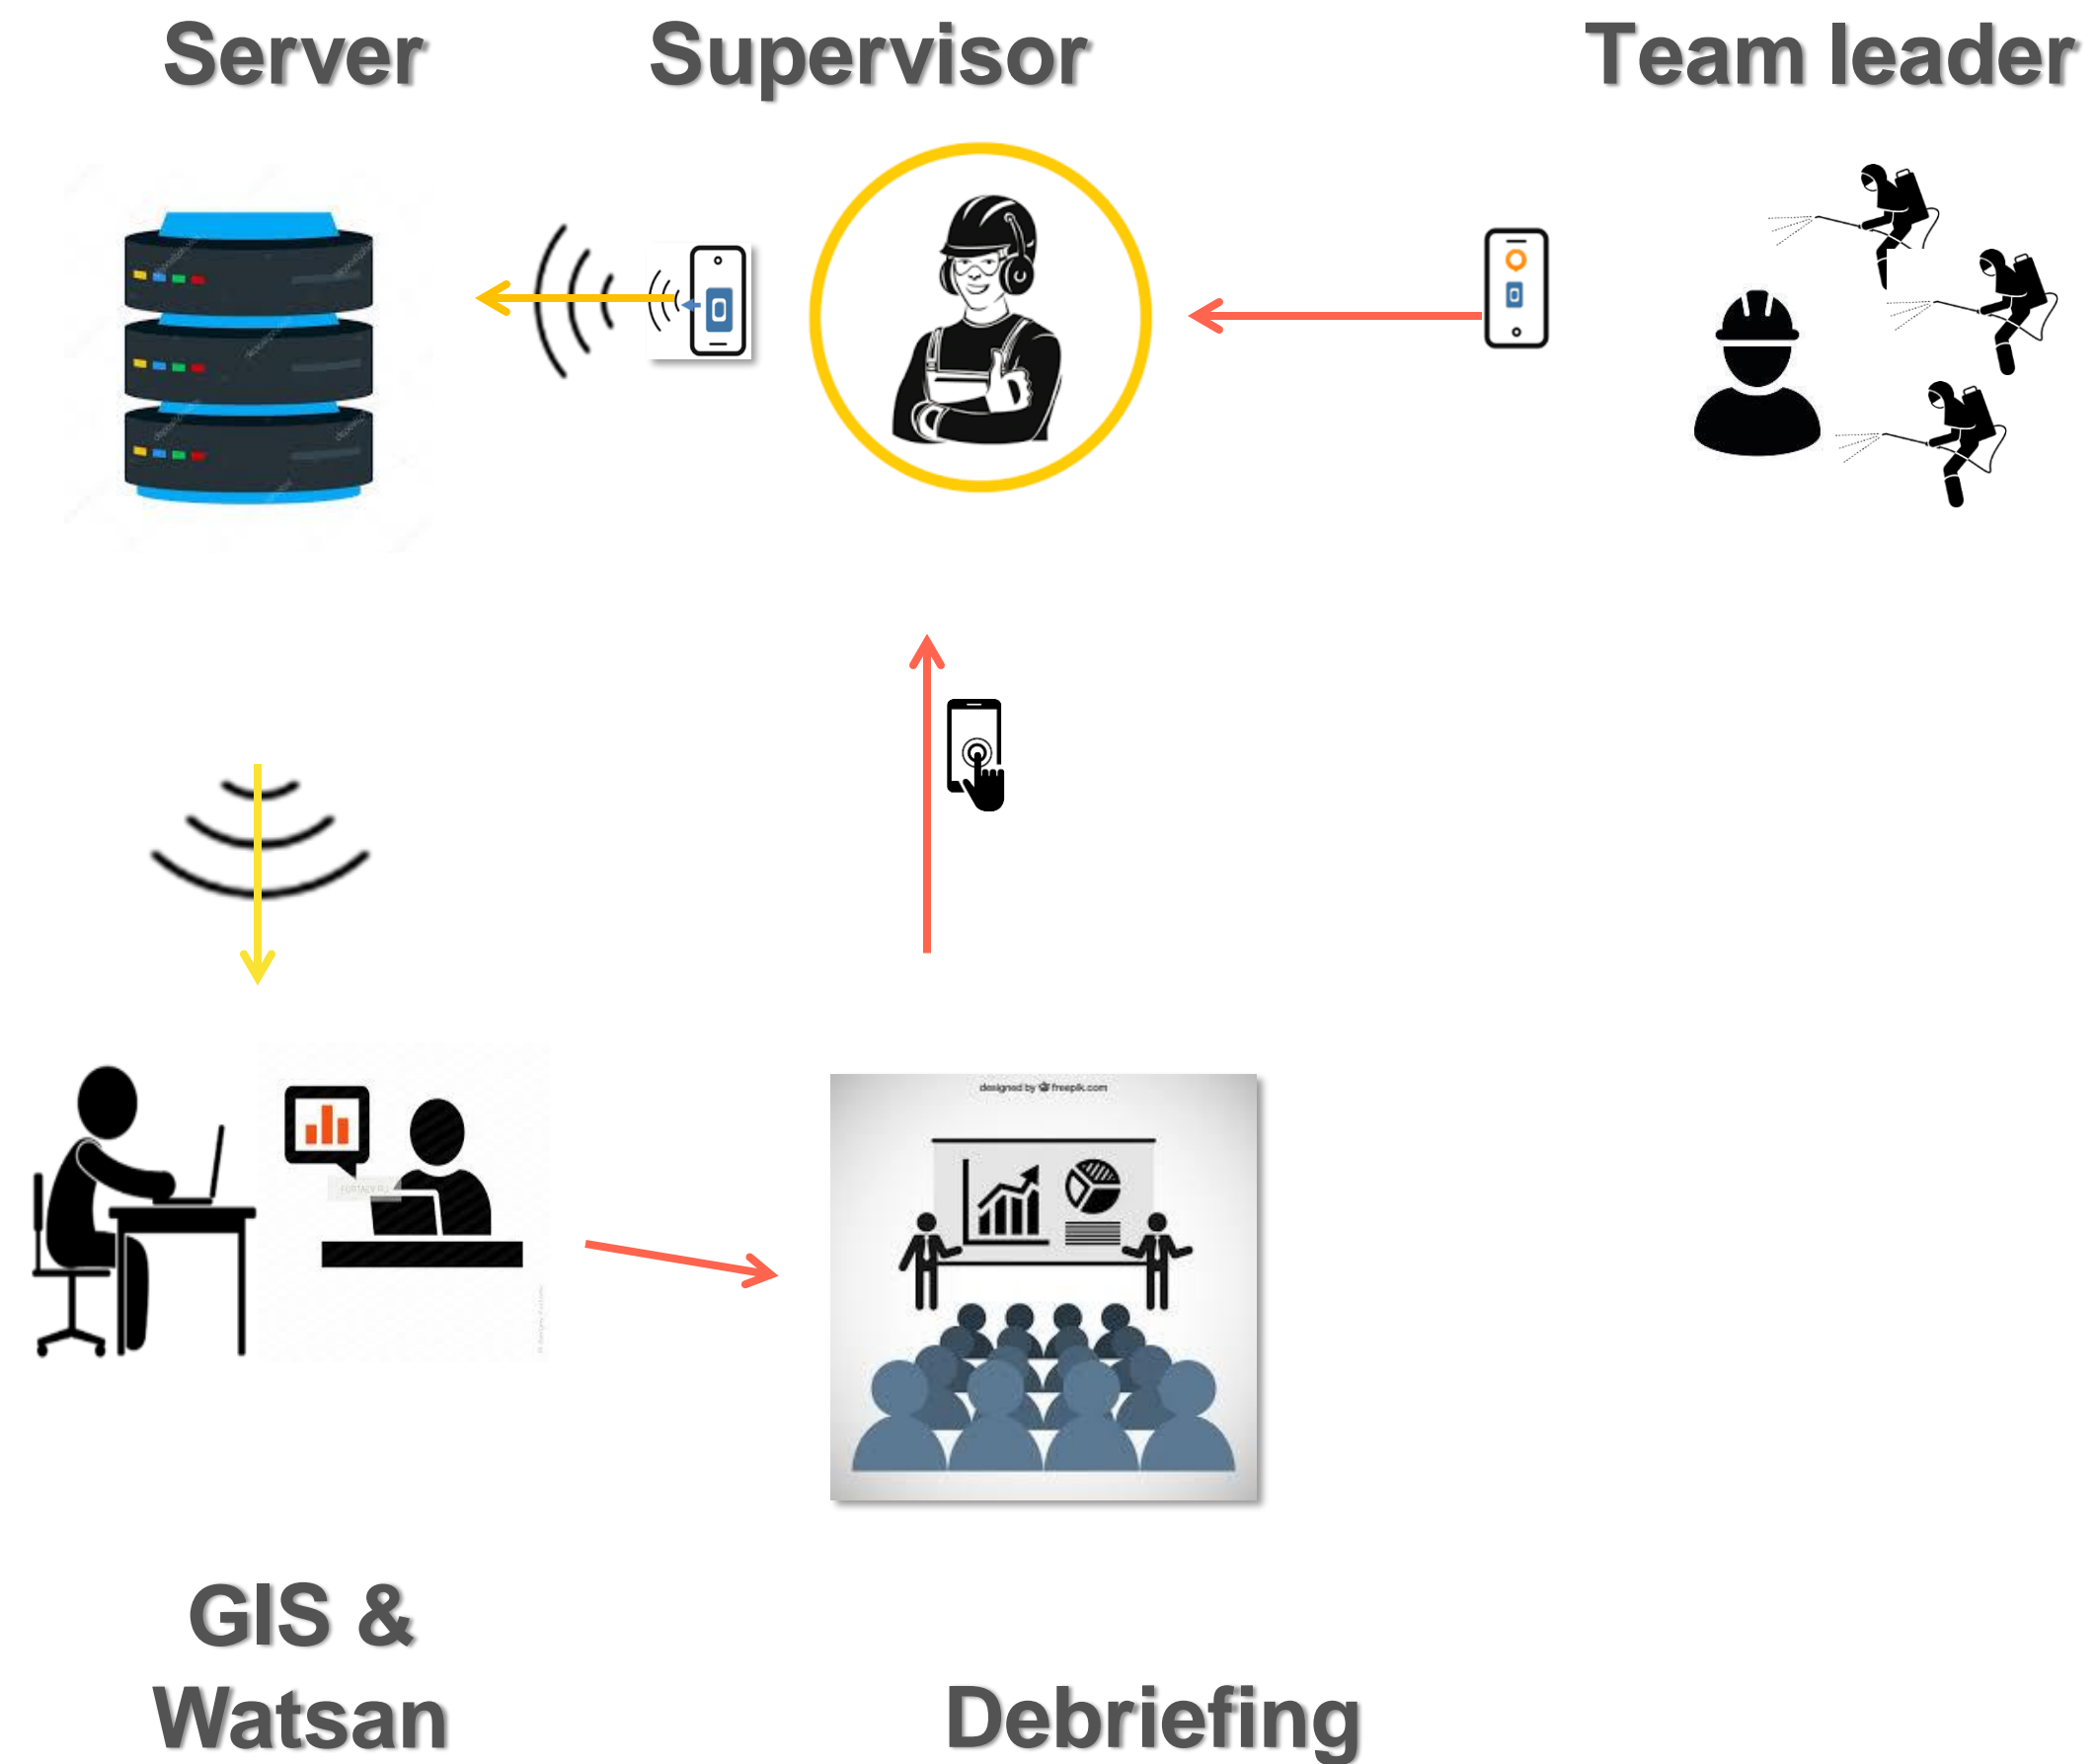 Server
Supervisor
Team leader
designed by freepik.com
GIS &
Watsan
Debriefing